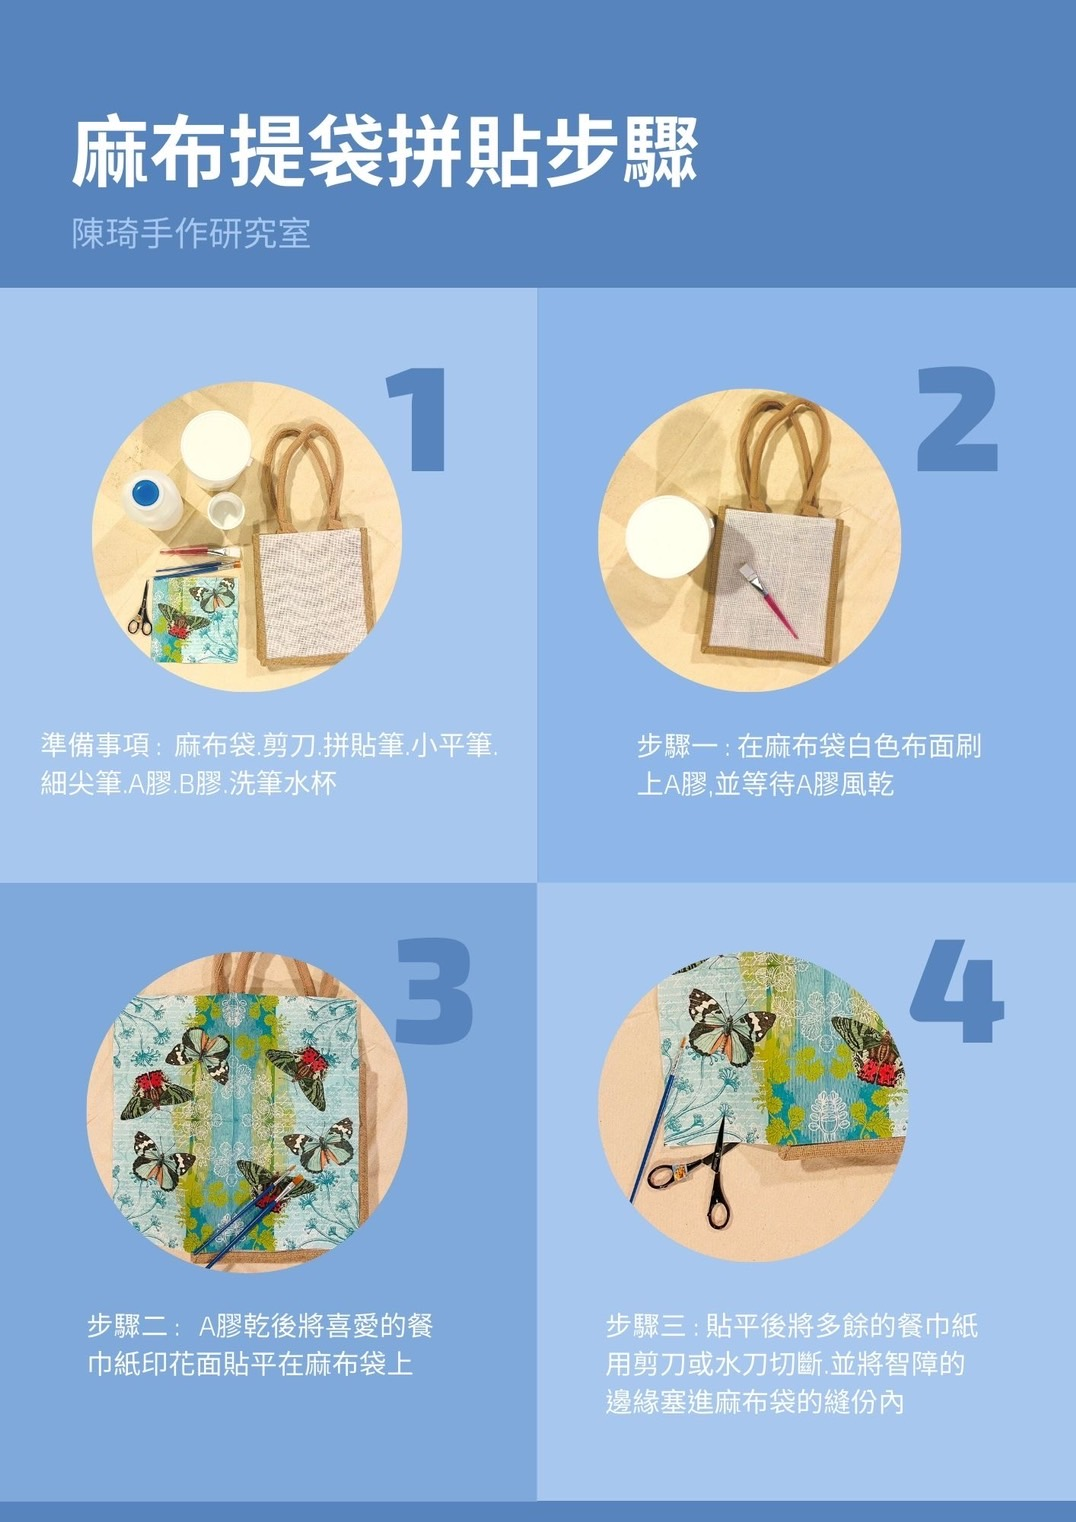 麻布提袋拼貼步驟
陳琦手作研究室
1
準備事項 : 麻布袋.剪刀.拼貼筆.小平筆.
細尖筆.A膠.B膠.洗筆水杯
2
步驟一 : 在麻布袋白色布面刷
上A膠,並等待A膠風乾
3
步驟二 : A膠乾後將喜愛的餐
巾紙印花面貼平在麻布袋上
4
步驟三 : 貼平後將多餘的餐巾紙
用剪刀或水刀切斷.並將智障的
邊緣塞進麻布袋的縫份內